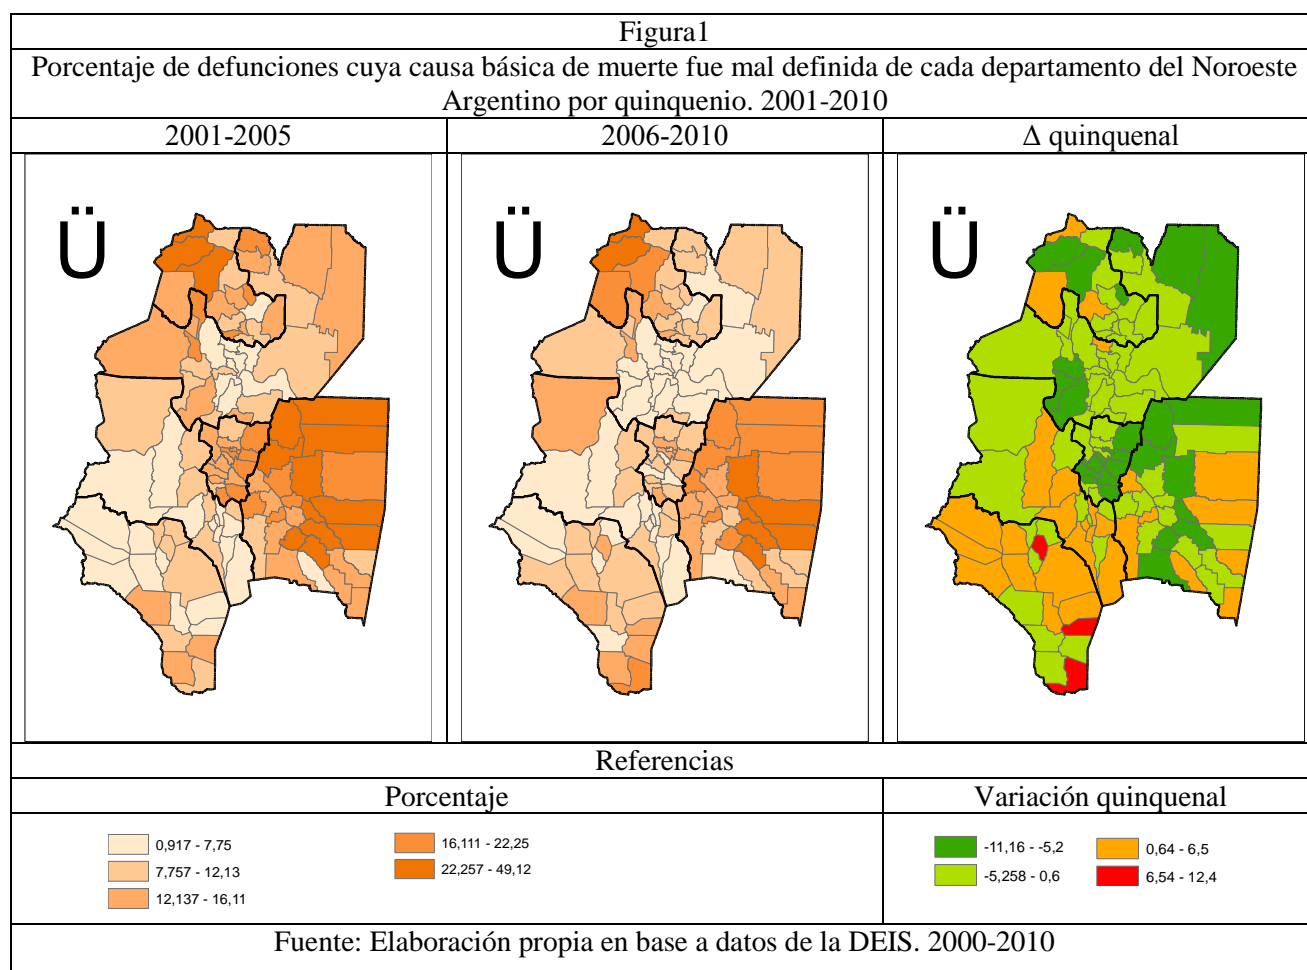 Figura1
Porcentaje de defunciones cuya causa básica de muerte fue mal definida de cada departamento del Noroeste
Argentino por quinquenio. 2001-2010
2001-2005
2006-2010
Δ quinquenal
Ü
Ü
Ü
Referencias
Porcentaje
Variación quinquenal
0,917 - 7,75
7,757 - 12,13
12,137 - 16,11
16,111 - 22,25
22,257 - 49,12
-11,16 - -5,2
-5,258 - 0,6
0,64 - 6,5
6,54 - 12,4
Fuente: Elaboración propia en base a datos de la DEIS. 2000-2010